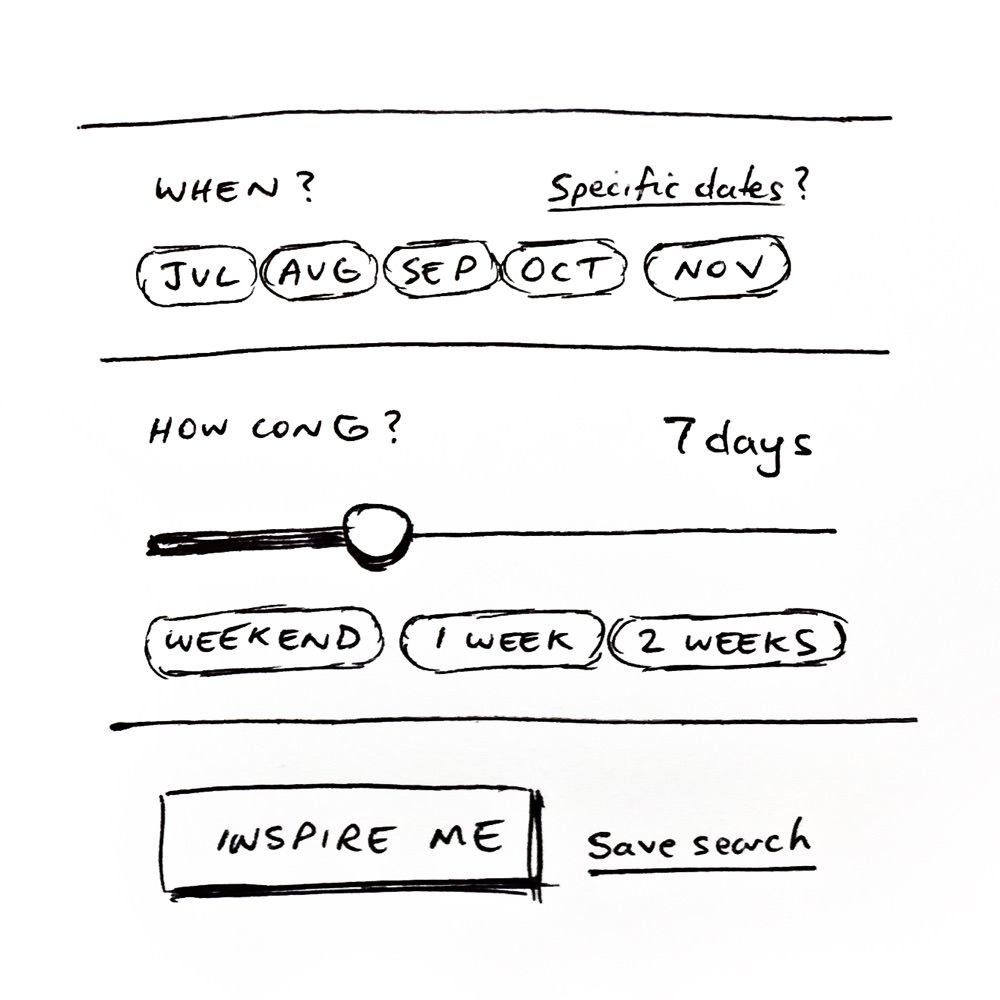 WHEN ? Specific dates?
JUL AUG SEP OCT NOV
HOW LONG ? 7 days
WEEKEND 1 WEEK 2 WEEKS
INSPIRE ME Save search